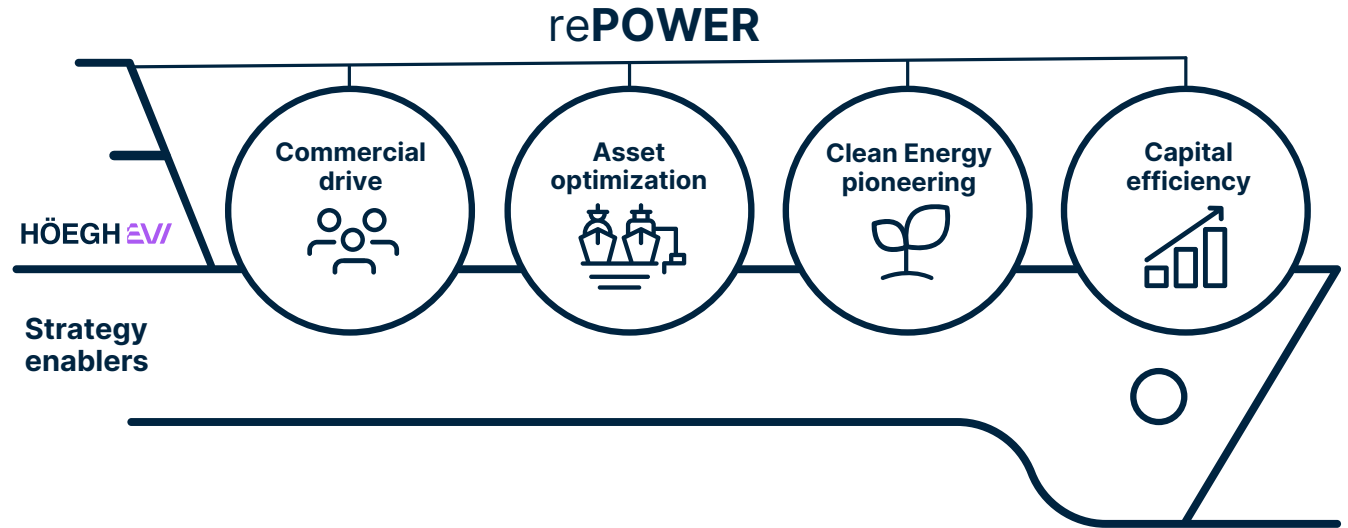 rePOWER
Commercial
drive
Asset
optimization
Clean Energy
pioneering
Capital
efficiency
HÖEGH EVI
Strategy
enablers